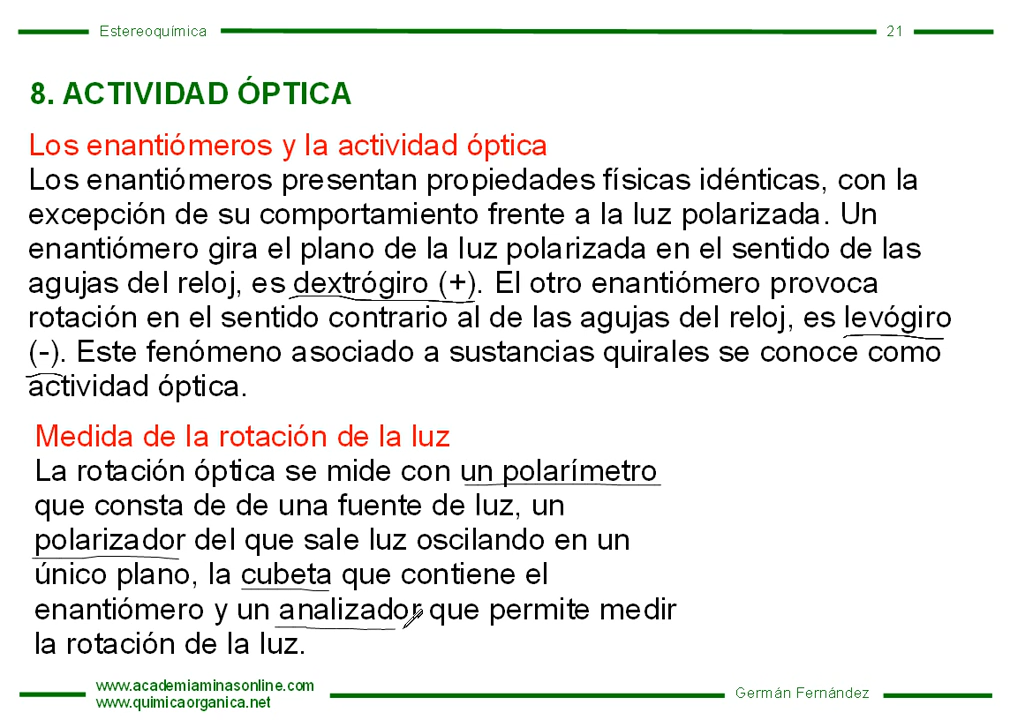 Estereoquímica 21
8. ACTIVIDAD ÓPTICA
Los enantiómeros y la actividad óptica
Los enantiómeros presentan propiedades físicas idénticas, con la
excepción de su comportamiento frente a la luz polarizada. Un
enantiómero gira el plano de la luz polarizada en el sentido de las
agujas del reloj, es dextrógiro (+). El otro enantiómero provoca
rotación en el sentido contrario al de las agujas del reloj, es levógiro
(-). Este fenómeno asociado a sustancias quirales se conoce como
actividad óptica.
Medida de la rotación de la luz
La rotación óptica se mide con un polarímetro
que consta de de una fuente de luz, un
polarizador del que sale luz oscilando en un
único plano, la cubeta que contiene el
enantiómero y un analizador que permite medir
la rotación de la luz.
www.academiaminasonline.com
www.quimicaorganica.net
Germán Fernández